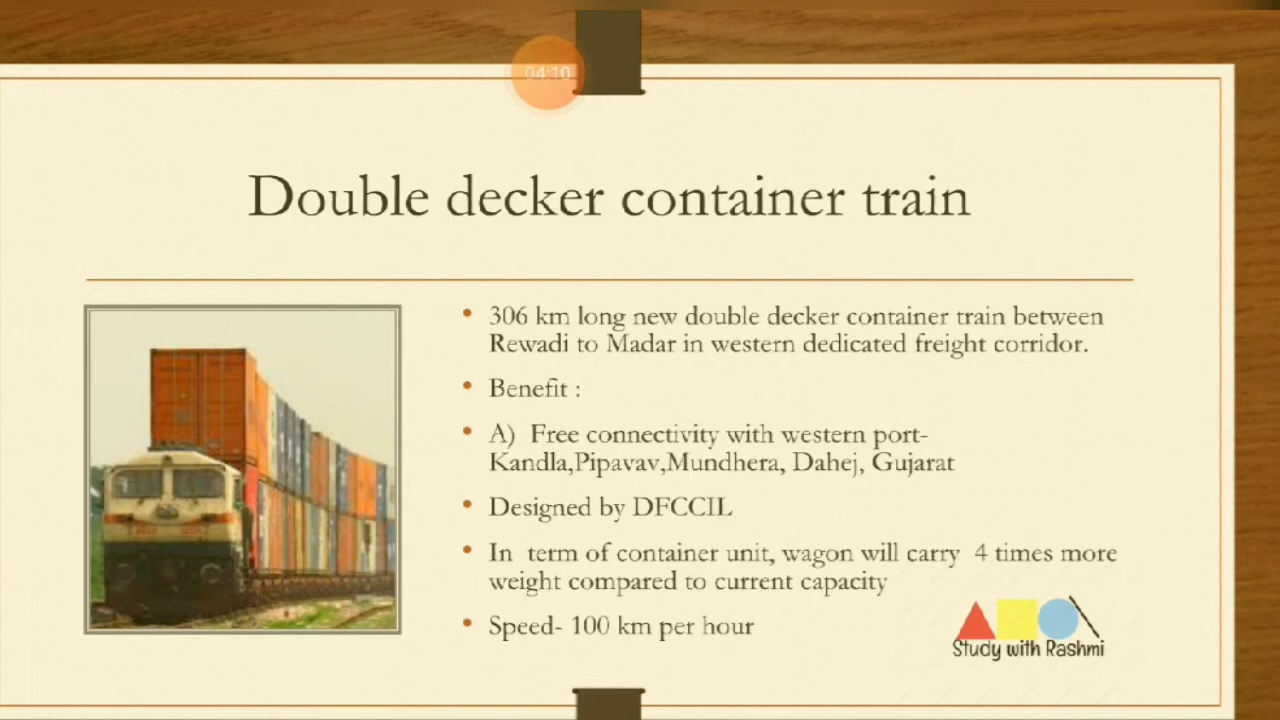 04:10
Double decker container train
• 306 km long new double decker container train between
Rewadi to Madar in western dedicated freight corridor.
• Benefit :
• A) Free connectivity with western port-
Kandla,Pipavav,Mundhera, Dahej, Gujarat
• Designed by DFCCIL
• In term of container unit, wagon will carry 4 times more
weight compared to current capacity
• Speed- 100 km per hour
Study with Rashmi